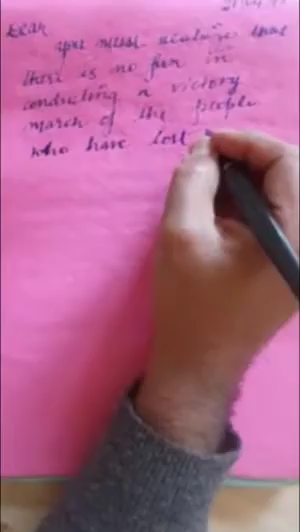 Dear
you must realize that
there is no fun in
conducting a victory
march of the people
who have lost